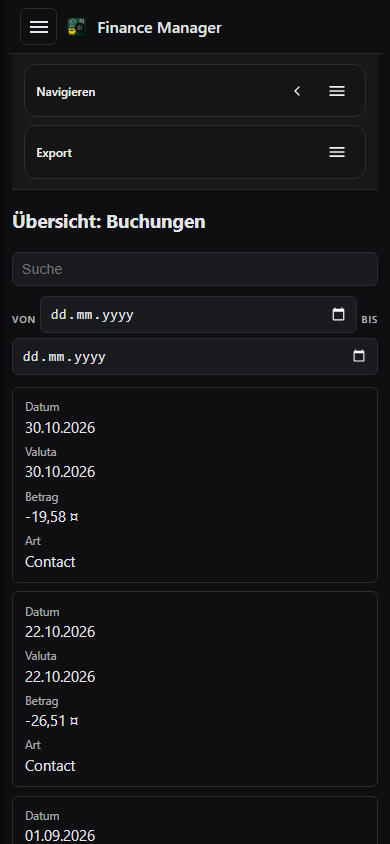 Finance Manager
Navigieren
Export
Übersicht: Buchungen
Suche
VON dd.mm.yyyy BIS
dd.mm.yyyy
Datum
30.10.2026
Valuta
30.10.2026
Betrag
-19,58 ¤
Art
Contact
Datum
22.10.2026
Valuta
22.10.2026
Betrag
-26,51 ¤
Art
Contact
Datum
01.09.2026